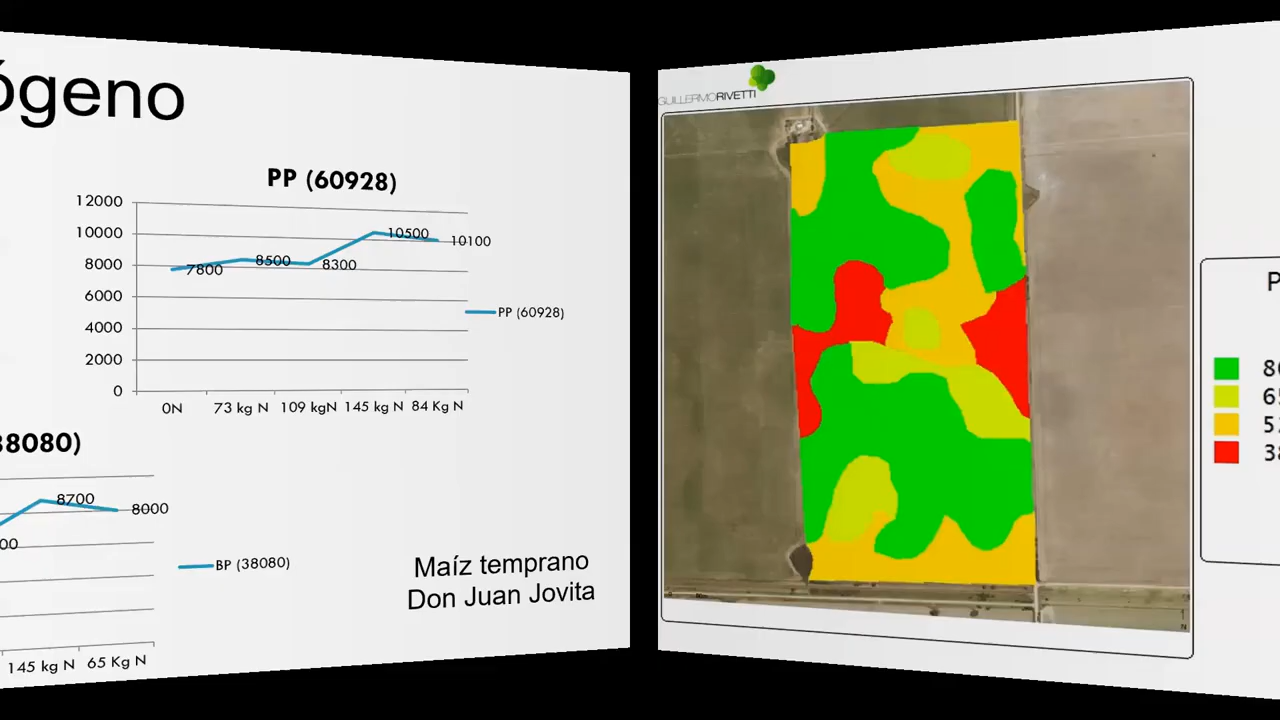 ógeno
PP (60928)
12000
10000
8000
6000
4000
2000
0
7800
8500
8300
10500
10100
PP (60928)
0N 73 kg N 109 kgN 145 kg N 84 Kg N
38080)
8700
8000
00
BP (38080)
145 kg N 65 Kg N
Maíz temprano
Don Juan Jovita
GUILLERMORIVETTI
P